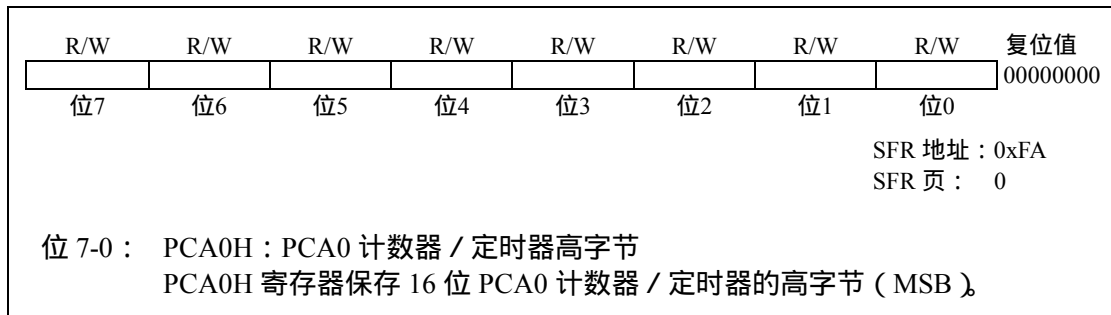 R/W R/W R/W R/W R/W R/W R/W R/W 复位值
00000000
位7 位6 位5 位4 位3 位2 位1 位0
SFR 地址：0xFA
SFR 页： 0
位 7-0： PCA0H：PCA0 计数器／定时器高字节
PCA0H 寄存器保存 16 位 PCA0 计数器／定时器的高字节（MSB）。